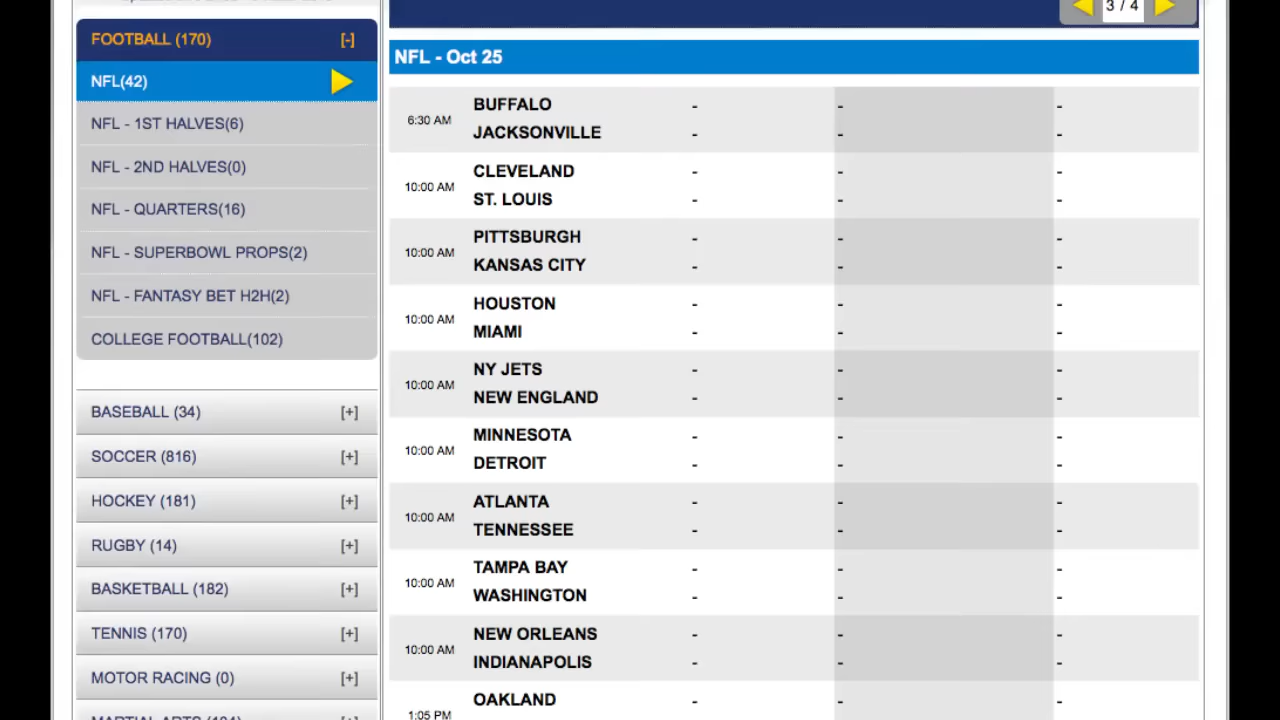 3 / 4
FOOTBALL (170) [-]
NFL(42)
NFL - 1ST HALVES(6)
NFL - 2ND HALVES(0)
NFL - QUARTERS(16)
NFL - SUPERBOWL PROPS(2)
NFL - FANTASY BET H2H(2)
COLLEGE FOOTBALL(102)
BASEBALL (34) [+]
SOCCER (816) [+]
HOCKEY (181) [+]
RUGBY (14) [+]
BASKETBALL (182) [+]
TENNIS (170) [+]
MOTOR RACING (0) [+]
NFL - Oct 25
6:30 AM
BUFFALO - - -
JACKSONVILLE - - -
10:00 AM
CLEVELAND - - -
ST. LOUIS - - -
10:00 AM
PITTSBURGH - - -
KANSAS CITY - - -
10:00 AM
HOUSTON - - -
MIAMI - - -
10:00 AM
NY JETS - - -
NEW ENGLAND - - -
10:00 AM
MINNESOTA - - -
DETROIT - - -
10:00 AM
ATLANTA - - -
TENNESSEE - - -
10:00 AM
TAMPA BAY - - -
WASHINGTON - - -
10:00 AM
NEW ORLEANS - - -
INDIANAPOLIS - - -
1:05 PM
OAKLAND - - -